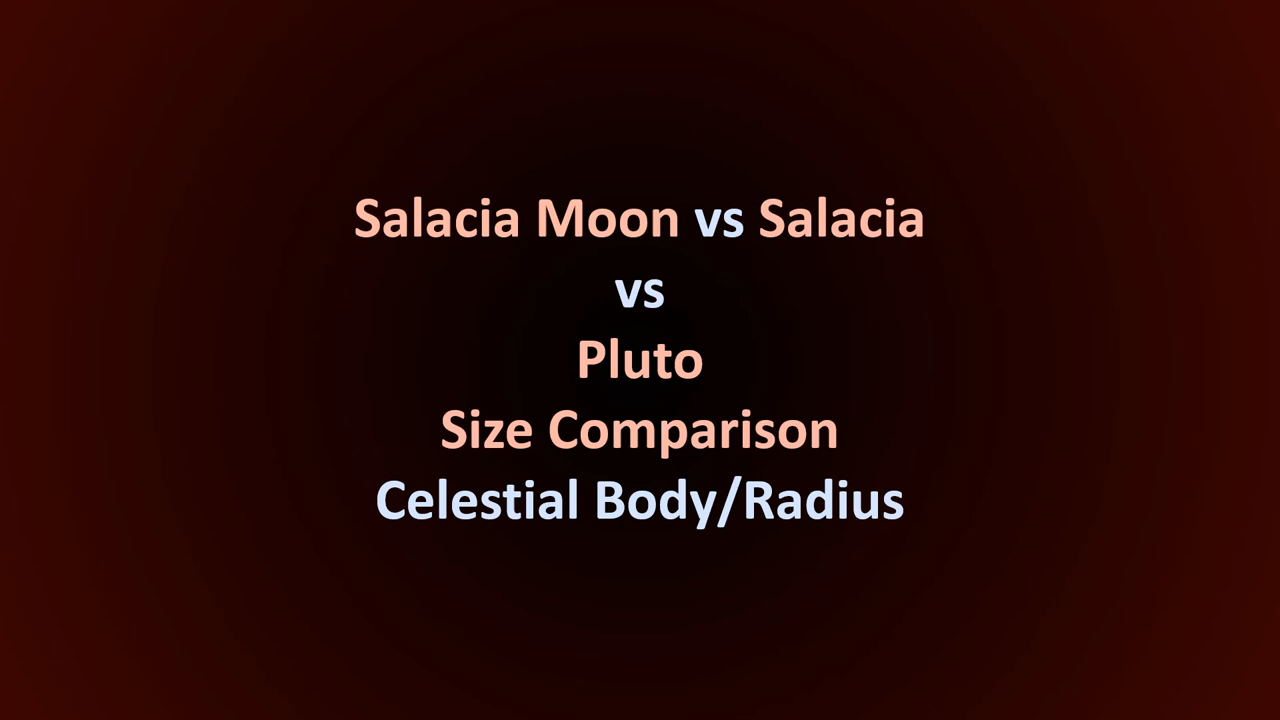 Salacia Moon vs Salacia
vs
Pluto
Size Comparison
Celestial Body/Radius